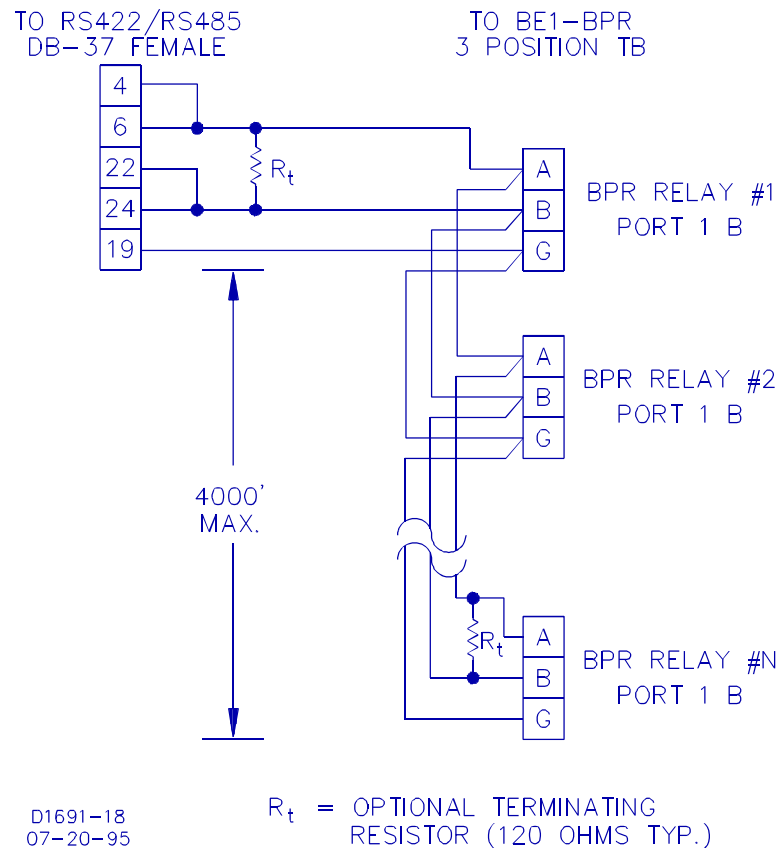 TO RS422/RS485
DB-37 FEMALE
TO BE1-BPR
3 POSITION TB
4
6
22
24
19
Rt
A
B
G
BPR RELAY #1
PORT 1 B
A
B
G
BPR RELAY #2
PORT 1 B
4000'
MAX.
Rt
A
B
G
BPR RELAY #N
PORT 1 B
D1691-18
07-20-95
Rt = OPTIONAL TERMINATING
RESISTOR (120 OHMS TYP.)